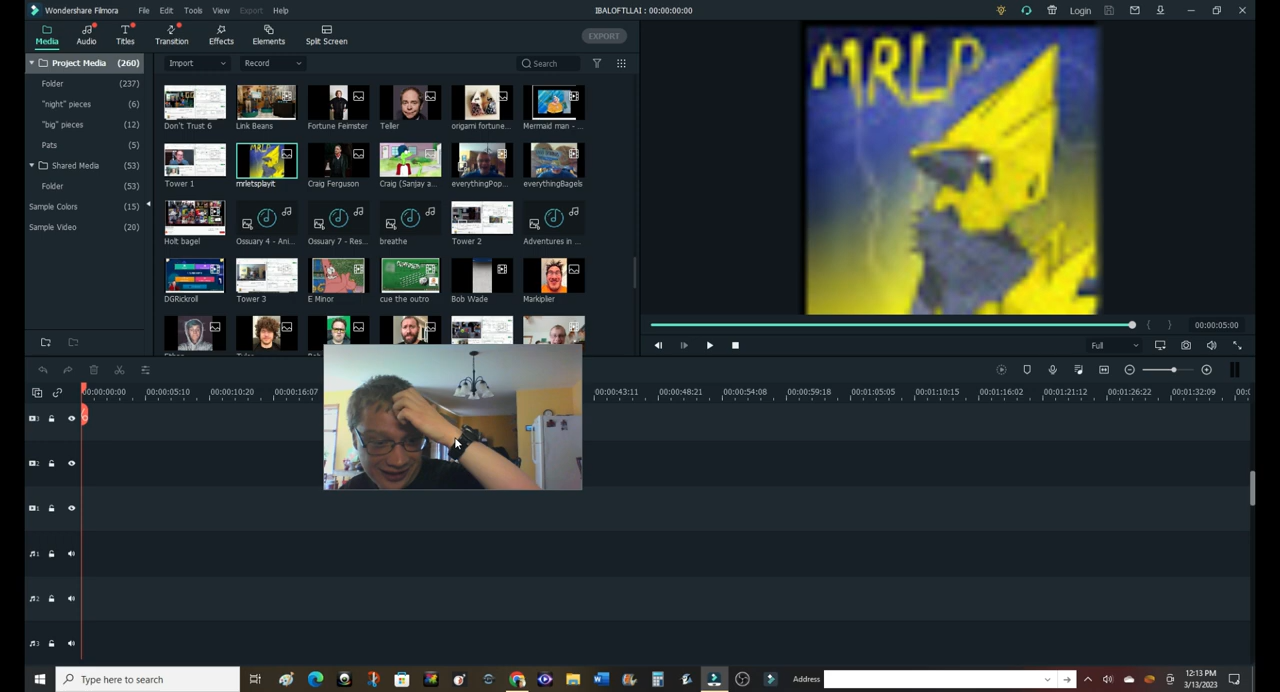 Wondershare Filmora File Edit Tools View Export Help IBALOFTLLAI : 00:00:00:00 Login
Media Audio Titles Transition Effects Elements Split Screen EXPORT
Project Media (260) Import Record Search
Folder (237)
"night" pieces (6)
"big" pieces (12)
Pats (5)
Shared Media (53)
Folder (53)
Sample Colors (15)
Sample Video (20)
Don't Trust 6 Link Beans Fortune Feimster Teller origami fortune... Mermaid man - ...
Tower 1 mrletsplayit Craig Ferguson Craig (Sanjay a... everythingPop... everythingBagels
Holt bagel Ossuary 4 - Ani... Ossuary 7 - Res... breathe Tower 2 Adventures in ...
DGRickroll Tower 3 E Minor cue the outro Bob Wade Markiplier
MRLP
00:00:05:00
Full
00:00:00:00 00:00:05:10 00:00:10:20 00:00:16:07 00:00:43:11 00:00:48:21 00:00:54:08 00:00:59:18 00:01:05:05 00:01:10:15 00:01:16:02 00:01:21:12 00:01:26:22 00:01:32:09
3
2
1
1
2
3
Type here to search Address 12:13 PM
3/13/2023